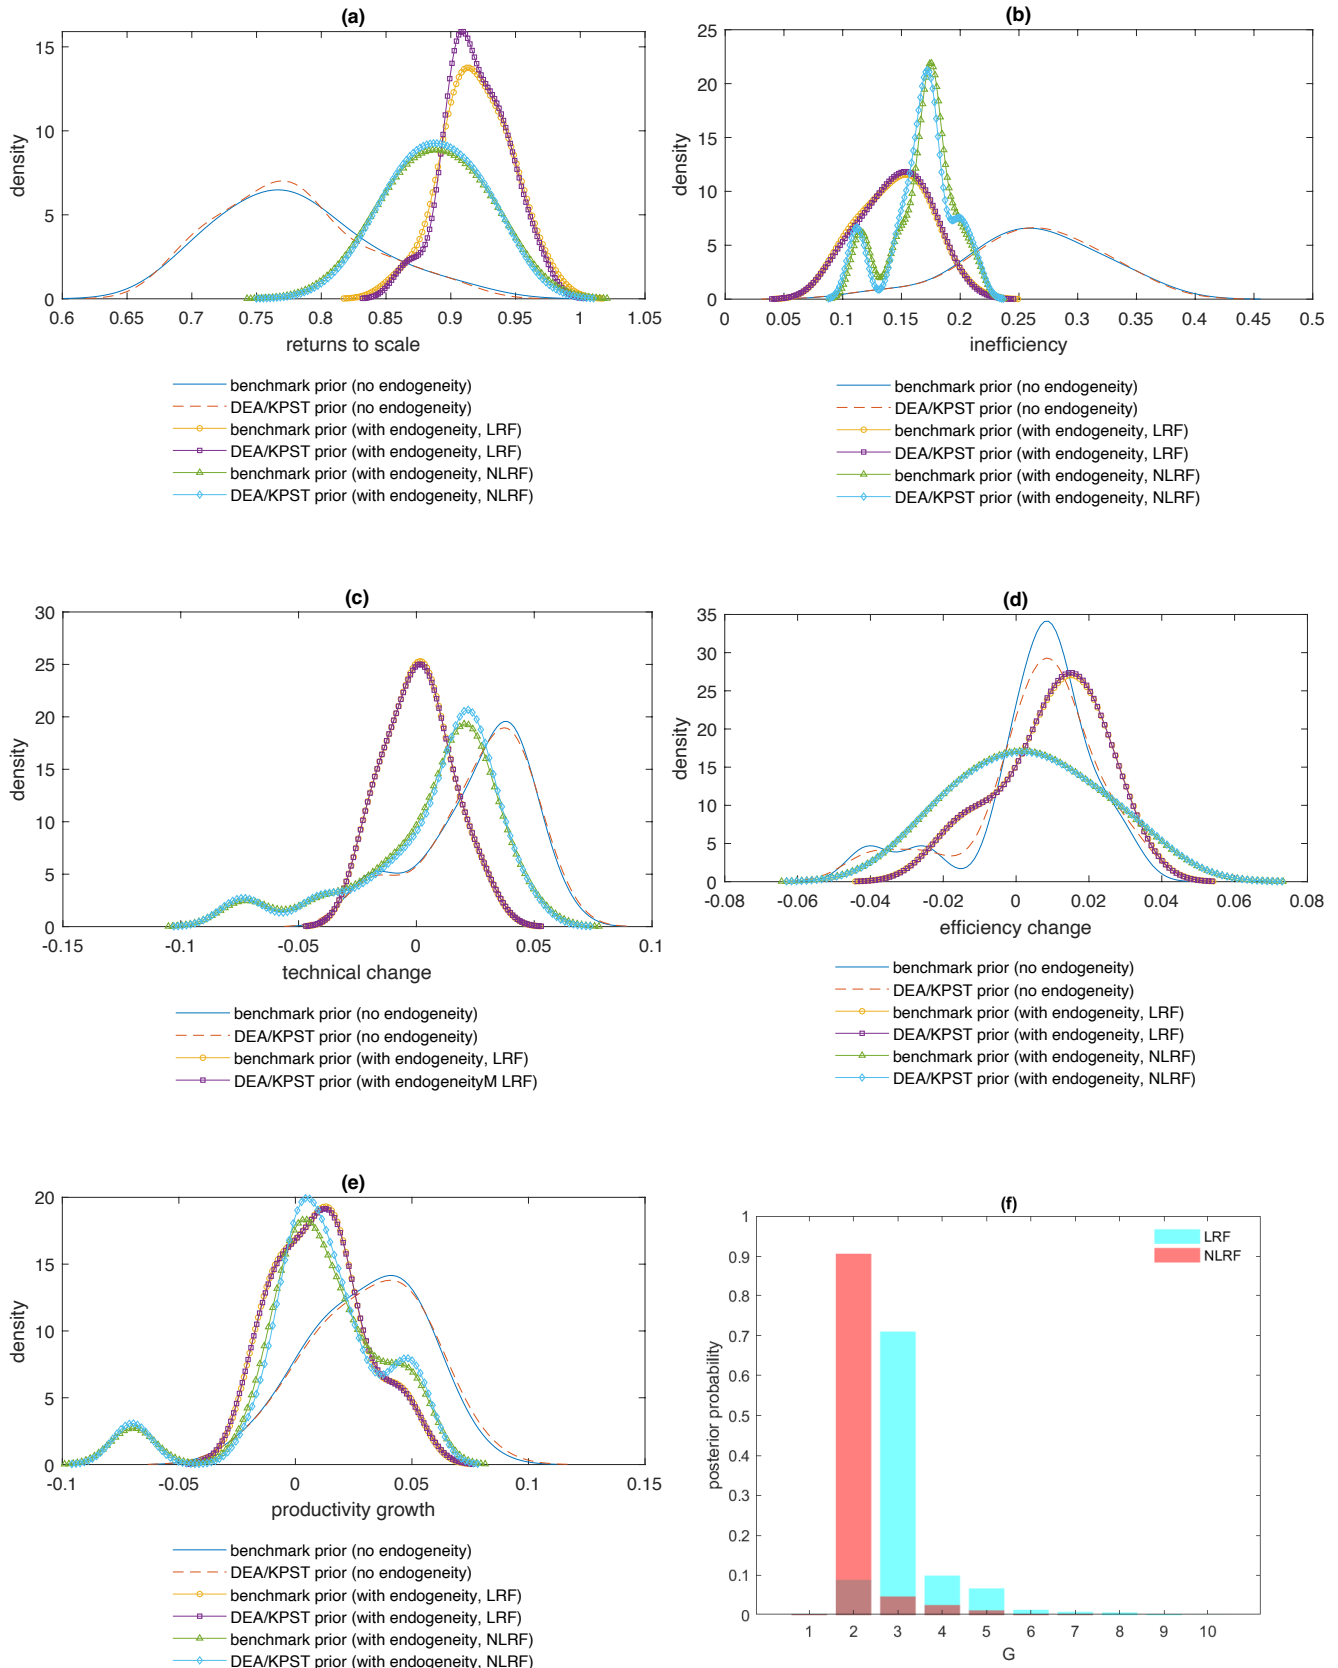 (a)
15
10
5
0
density
0.6 0.65 0.7 0.75 0.8 0.85 0.9 0.95 1 1.05
returns to scale
benchmark prior (no endogeneity)
DEA/KPST prior (no endogeneity)
benchmark prior (with endogeneity, LRF)
DEA/KPST prior (with endogeneity, LRF)
benchmark prior (with endogeneity, NLRF)
DEA/KPST prior (with endogeneity, NLRF)
(b)
25
20
15
10
5
0
density
0 0.05 0.1 0.15 0.2 0.25 0.3 0.35 0.4 0.45 0.5
inefficiency
benchmark prior (no endogeneity)
DEA/KPST prior (no endogeneity)
benchmark prior (with endogeneity, LRF)
DEA/KPST prior (with endogeneity, LRF)
benchmark prior (with endogeneity, NLRF)
DEA/KPST prior (with endogeneity, NLRF)
(c)
30
25
20
15
10
5
0
density
-0.15 -0.1 -0.05 0 0.05 0.1
technical change
benchmark prior (no endogeneity)
DEA/KPST prior (no endogeneity)
benchmark prior (with endogeneity, LRF)
DEA/KPST prior (with endogeneityM LRF)
(d)
35
30
25
20
15
10
5
0
density
-0.08 -0.06 -0.04 -0.02 0 0.02 0.04 0.06 0.08
efficiency change
benchmark prior (no endogeneity)
DEA/KPST prior (no endogeneity)
benchmark prior (with endogeneity, LRF)
DEA/KPST prior (with endogeneity, LRF)
benchmark prior (with endogeneity, NLRF)
DEA/KPST prior (with endogeneity, NLRF)
(e)
20
15
10
5
0
density
-0.1 -0.05 0 0.05 0.1 0.15
productivity growth
benchmark prior (no endogeneity)
DEA/KPST prior (no endogeneity)
benchmark prior (with endogeneity, LRF)
DEA/KPST prior (with endogeneity, LRF)
benchmark prior (with endogeneity, NLRF)
DEA/KPST prior (with endogeneity, NLRF)
(f)
1
0.9
0.8
0.7
0.6
0.5
0.4
0.3
0.2
0.1
0
posterior probability
LRF
NLRF
1 2 3 4 5 6 7 8 9 10
G